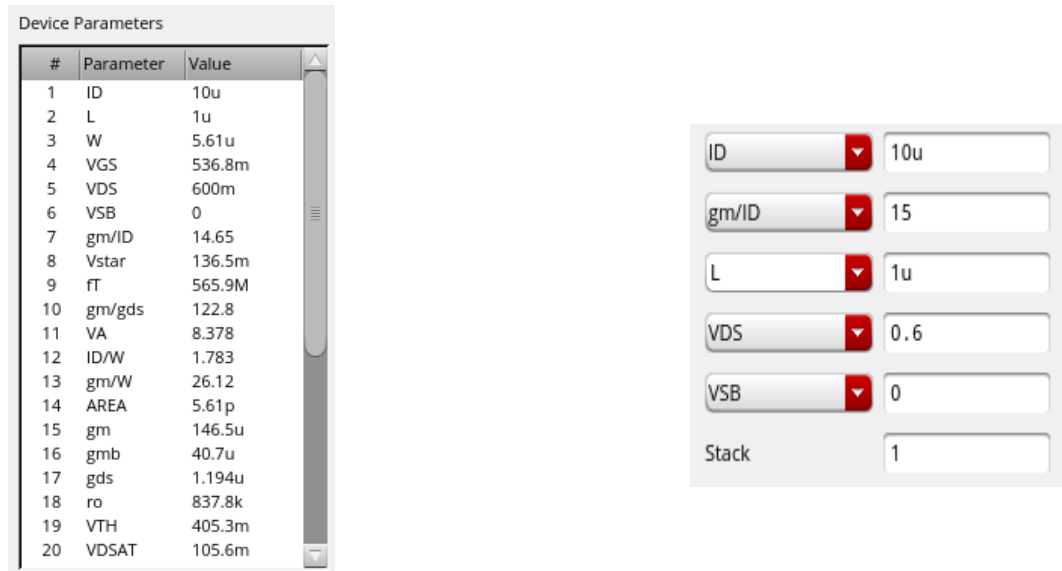 Device Parameters
# Parameter Value
1 ID 10u
2 L 1u
3 W 5.61u
4 VGS 536.8m
5 VDS 600m
6 VSB 0
7 gm/ID 14.65
8 Vstar 136.5m
9 fT 565.9M
10 gm/gds 122.8
11 VA 8.378
12 ID/W 1.783
13 gm/W 26.12
14 AREA 5.61p
15 gm 146.5u
16 gmb 40.7u
17 gds 1.194u
18 ro 837.8k
19 VTH 405.3m
20 VDSAT 105.6m
ID 10u
gm/ID 15
L 1u
VDS 0.6
VSB 0
Stack 1